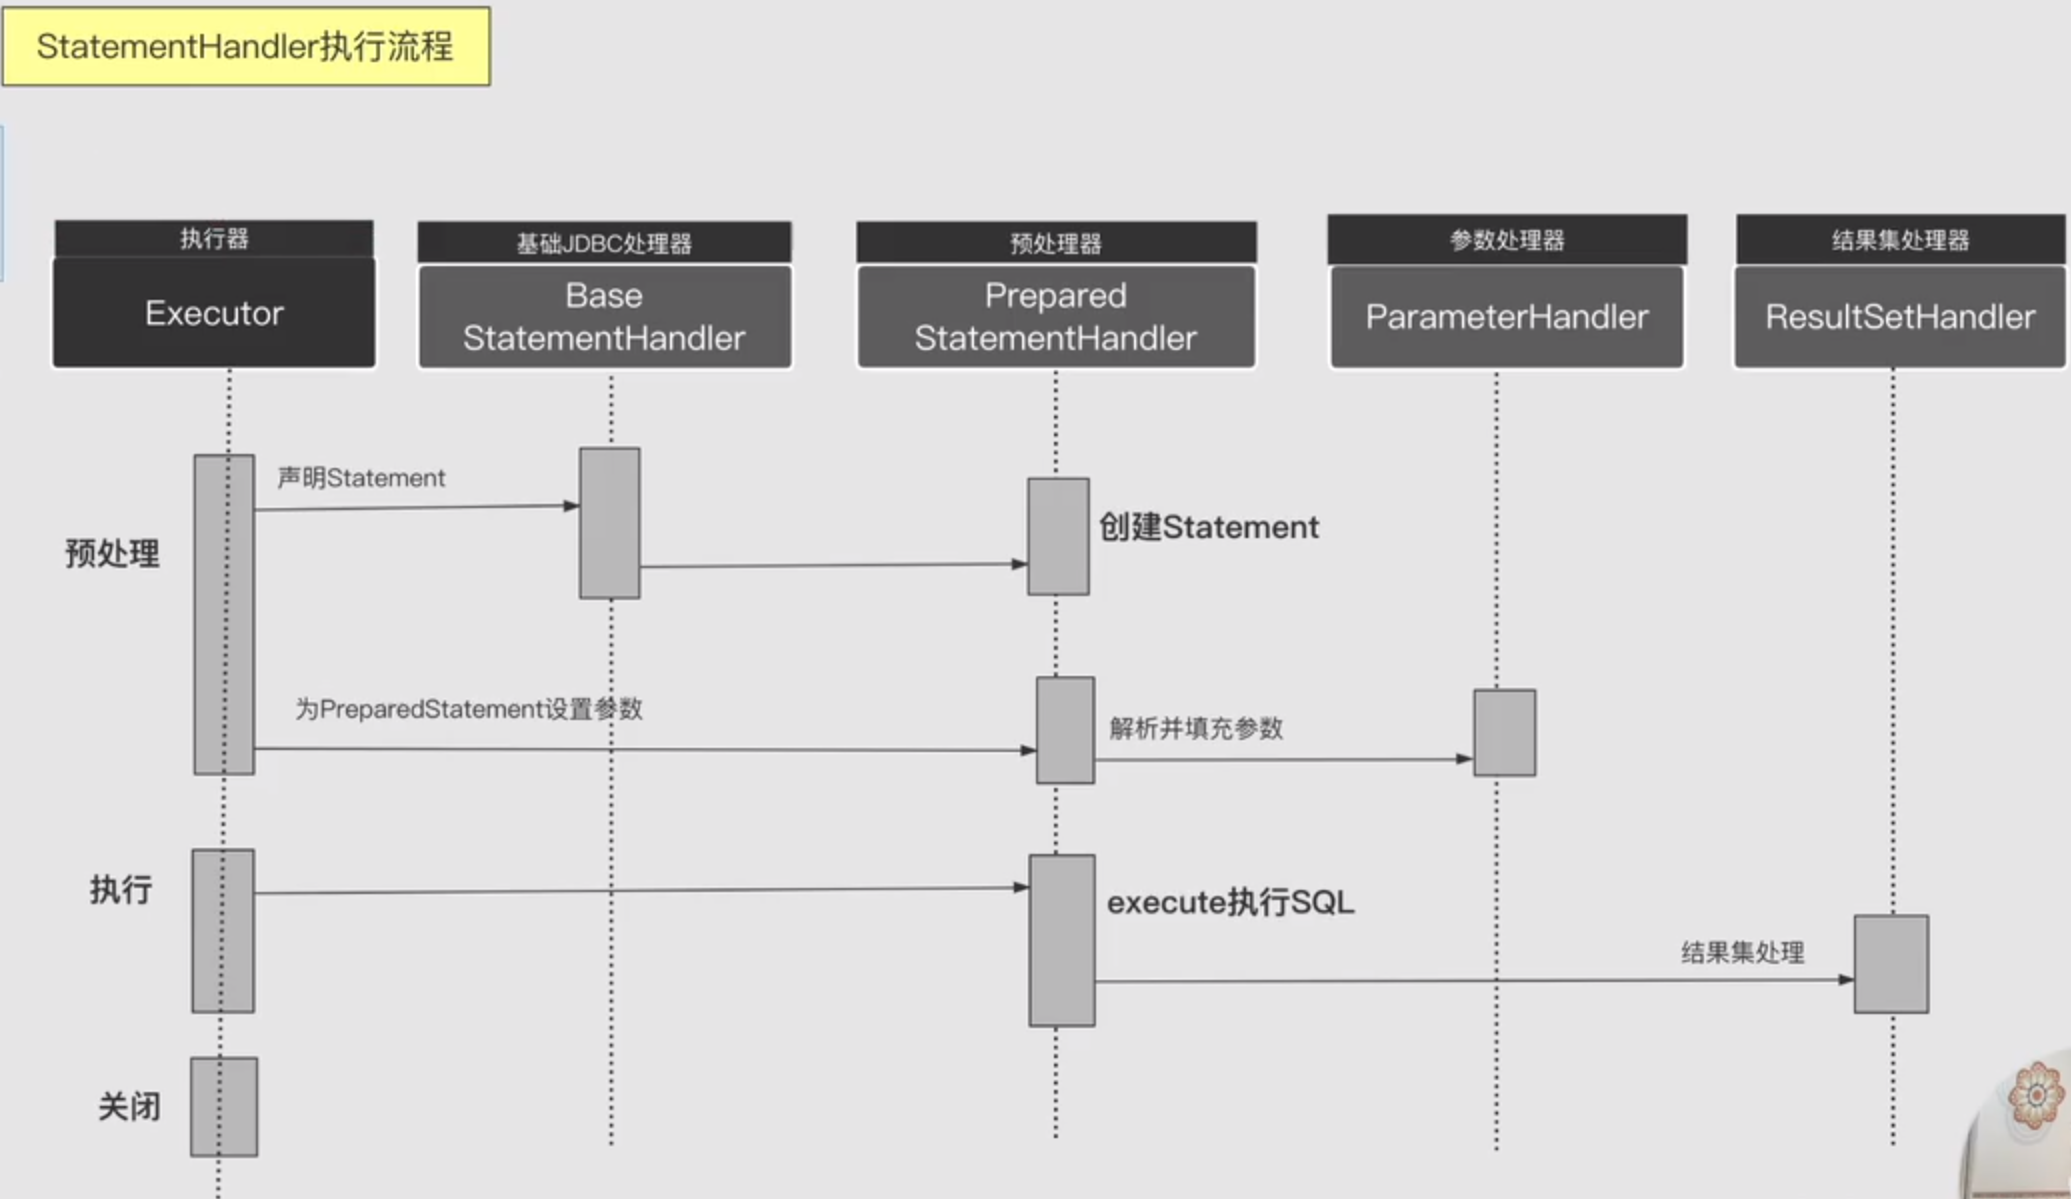 StatementHandler执行流程
执行器
Executor
基础JDBC处理器
Base
StatementHandler
预处理器
Prepared
StatementHandler
参数处理器
ParameterHandler
结果集处理器
ResultSetHandler
预处理
声明Statement
创建Statement
为PreparedStatement设置参数
解析并填充参数
执行
execute执行SQL
结果集处理
关闭